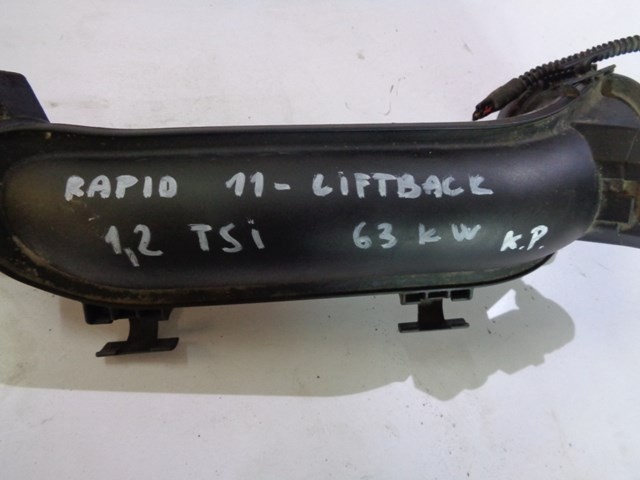 RAPID 11- LIFTBACK
1,2 TSi 63 KW K.P.